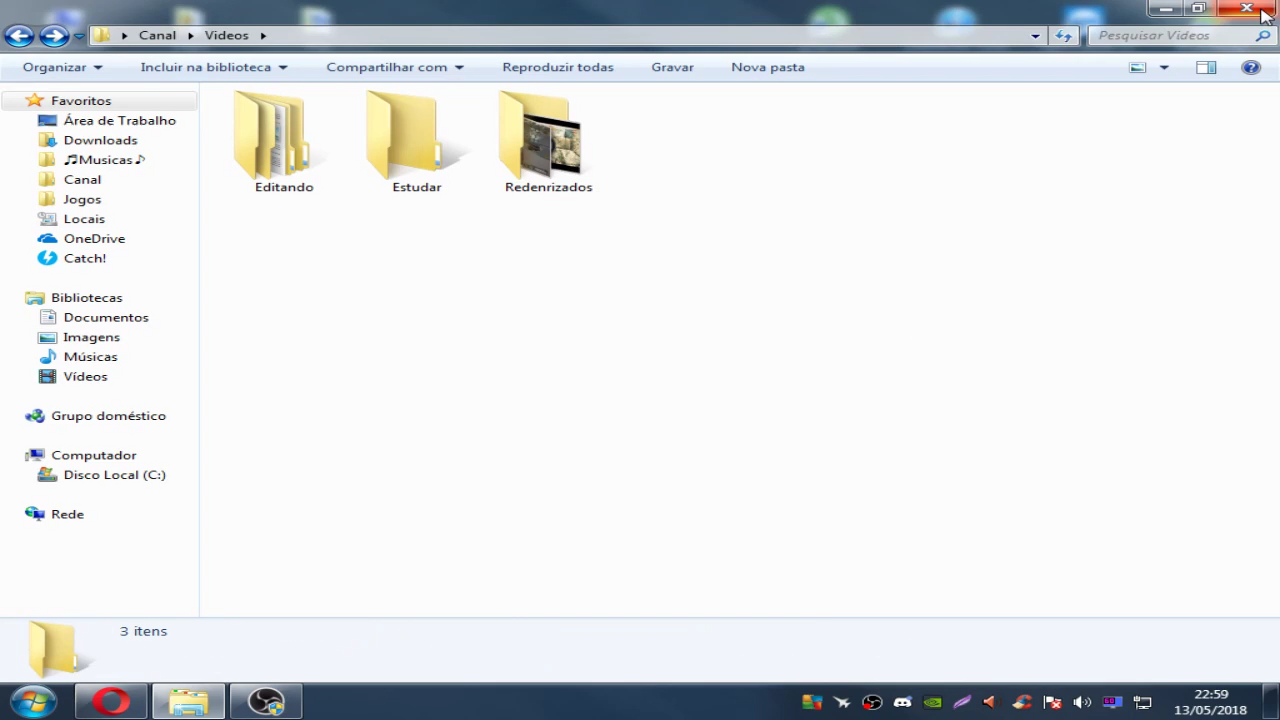 Canal Videos
Pesquisar Videos
Organizar Incluir na biblioteca Compartilhar com Reproduzir todas Gravar Nova pasta
Favoritos
Área de Trabalho
Downloads
♫Musicas♪
Canal
Jogos
Locais
OneDrive
Catch!
Bibliotecas
Documentos
Imagens
Músicas
Vídeos
Grupo doméstico
Computador
Disco Local (C:)
Rede
Editando Estudar Redenrizados
3 itens
22:59
13/05/2018